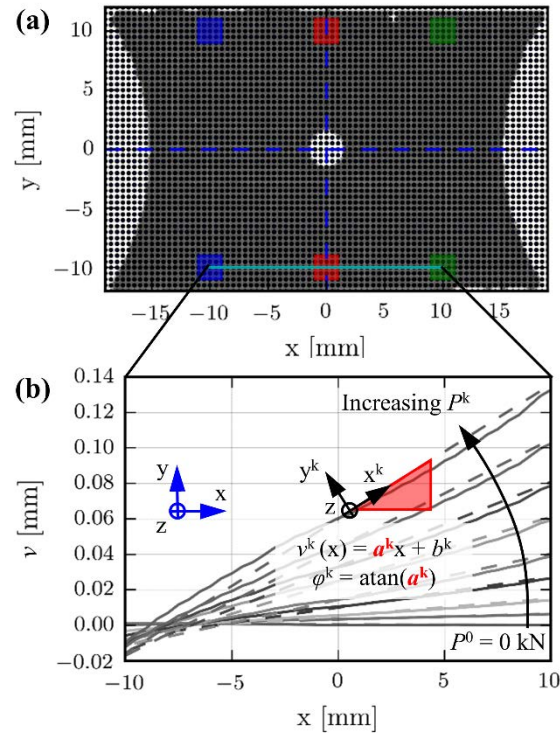 (a)
10
5
0
−5
−10
y [mm]
−15 −10 −5 0 5 10 15
x [mm]
(b)
0.14
0.12
0.10
0.08
0.06
0.04
0.02
0.00
−0.02
v [mm]
Increasing P^k
y
x
z
y^k
x^k
z
v^k(x) = a^k x + b^k
φ^k = atan(a^k)
P^0 = 0 kN
−10 −5 0 5 10
x [mm]